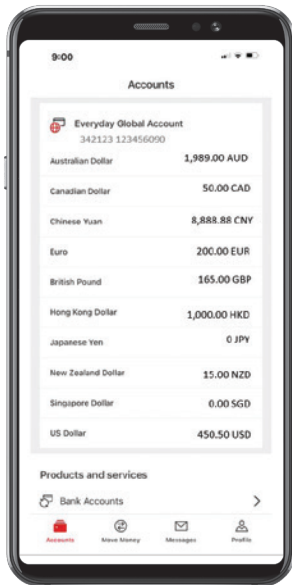 9:00
Accounts
Everyday Global Account
342123 123456090
Australian Dollar 1,989.00 AUD
Canadian Dollar 50.00 CAD
Chinese Yuan 8,888.88 CNY
Euro 200.00 EUR
British Pound 165.00 GBP
Hong Kong Dollar 1,000.00 HKD
Japanese Yen 0 JPY
New Zealand Dollar 15.00 NZD
Singapore Dollar 0.00 SGD
US Dollar 450.50 USD
Products and services
Bank Accounts
Accounts Move Money Messages Profile